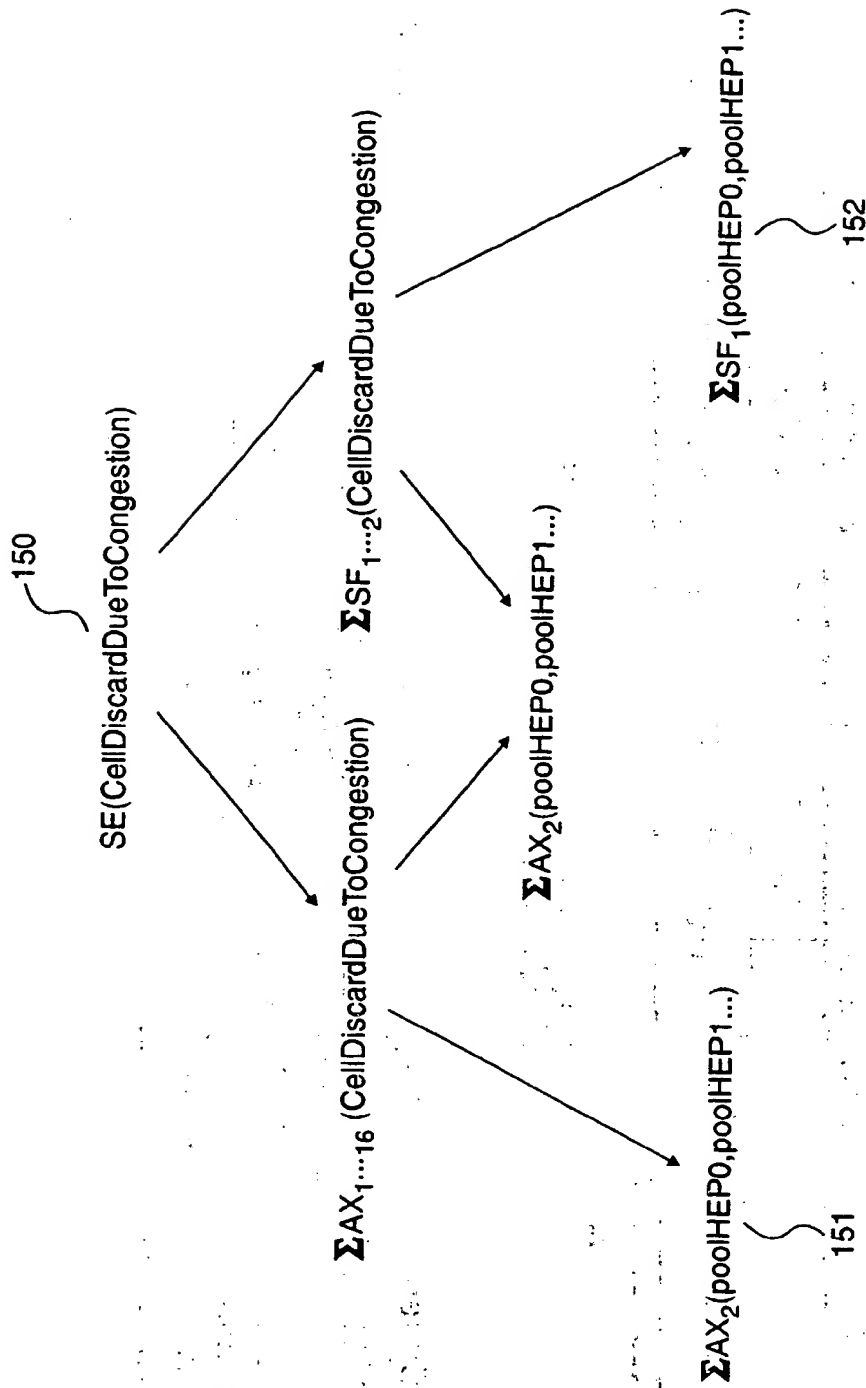 150
SE(CellDiscardDueToCongestion)
ΣAX₁...₁₆ (CellDiscardDueToCongestion)
ΣSF₁...₂(CellDiscardDueToCongestion)
ΣAX₂(poolHEP0,poolHEP1...)
ΣAX₂(poolHEP0,poolHEP1...)
151
ΣSF₁(poolHEP0,poolHEP1...)
152